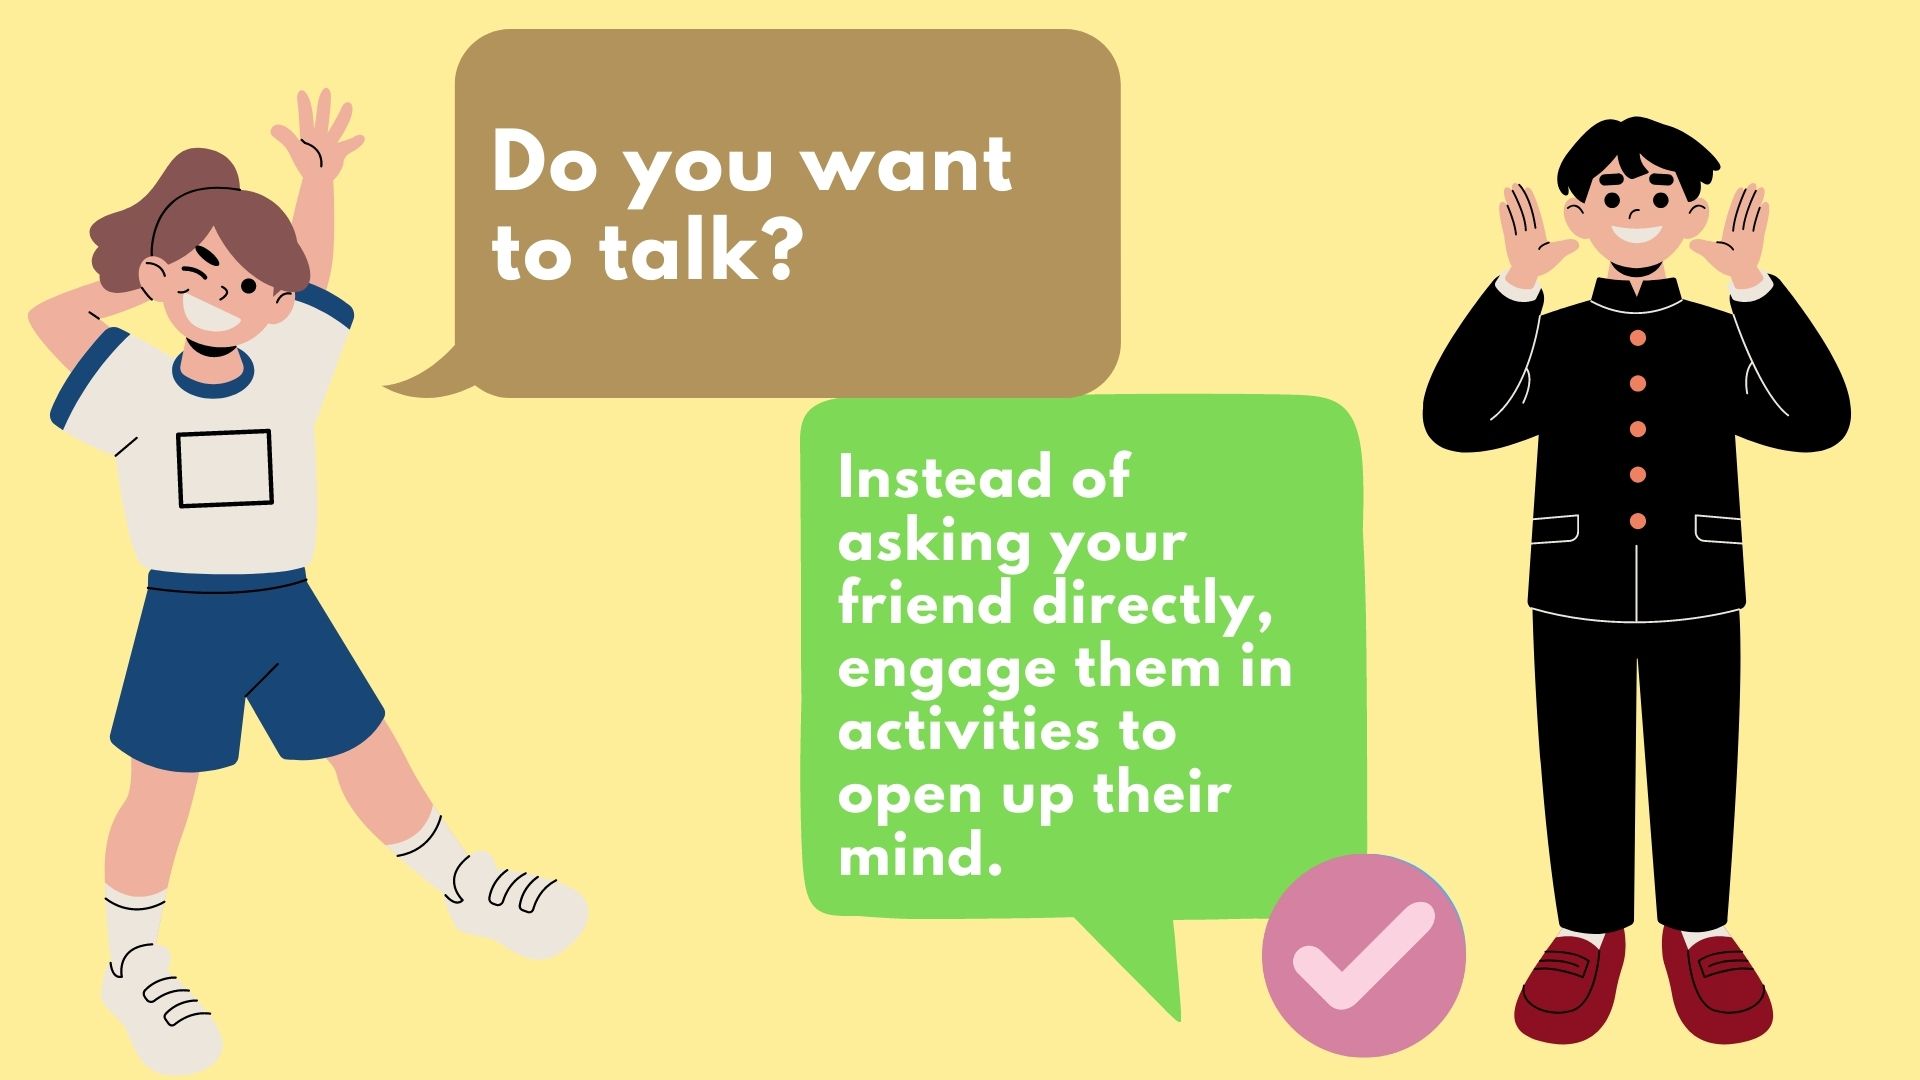 Do you want
to talk?
Instead of
asking your
friend directly,
engage them in
activities to
open up their
mind.